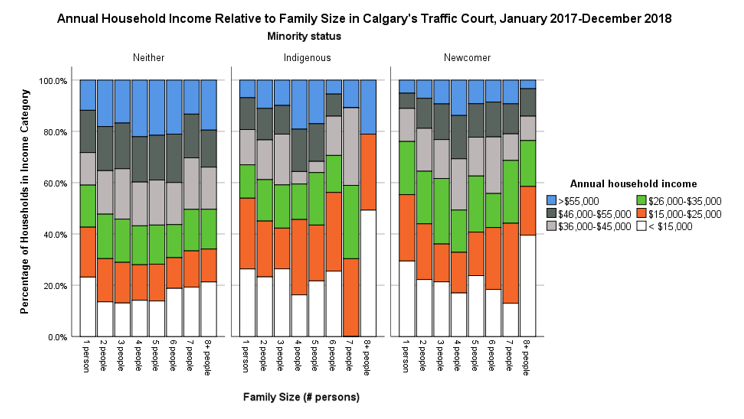 Annual Household Income Relative to Family Size in Calgary's Traffic Court, January 2017-December 2018
Minority status
Neither
Indigenous
Newcomer
Percentage of Households in Income Category
100.0%
80.0%
60.0%
40.0%
20.0%
0.0%
1 person
2 people
3 people
4 people
5 people
6 people
7 people
8+ people
1 person
2 people
3 people
4 people
5 people
6 people
7 people
8+ people
1 person
2 people
3 people
4 people
5 people
6 people
7 people
8+ people
Family Size (# persons)
Annual household income
>$55,000
$46,000-$55,000
$36,000-$45,000
$26,000-$35,000
$15,000-$25,000
< $15,000